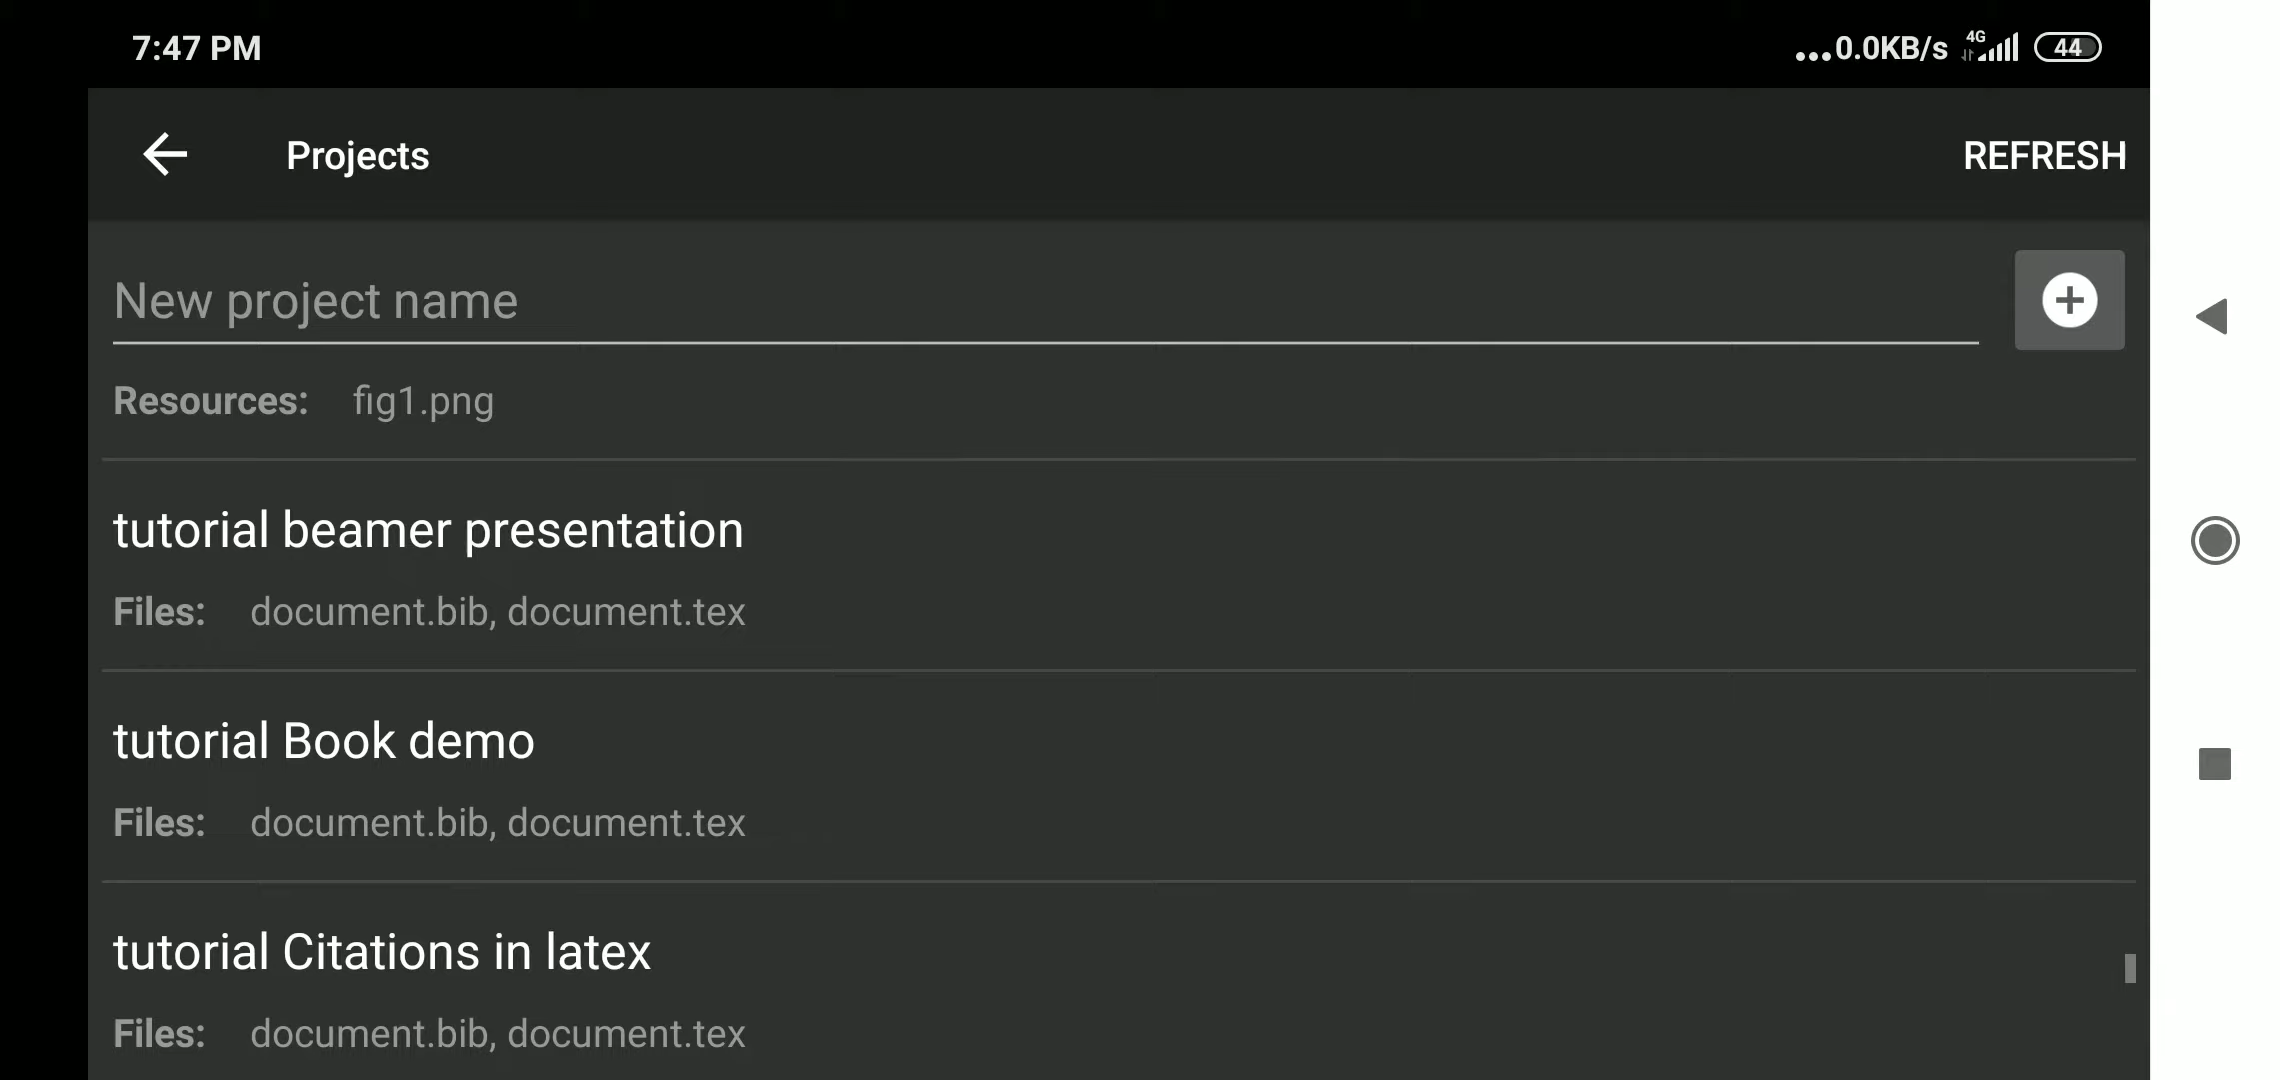 7:47 PM
...0.0KB/s 4G 44
Projects
REFRESH
New project name
Resources: fig1.png
tutorial beamer presentation
Files: document.bib, document.tex
tutorial Book demo
Files: document.bib, document.tex
tutorial Citations in latex
Files: document.bib, document.tex